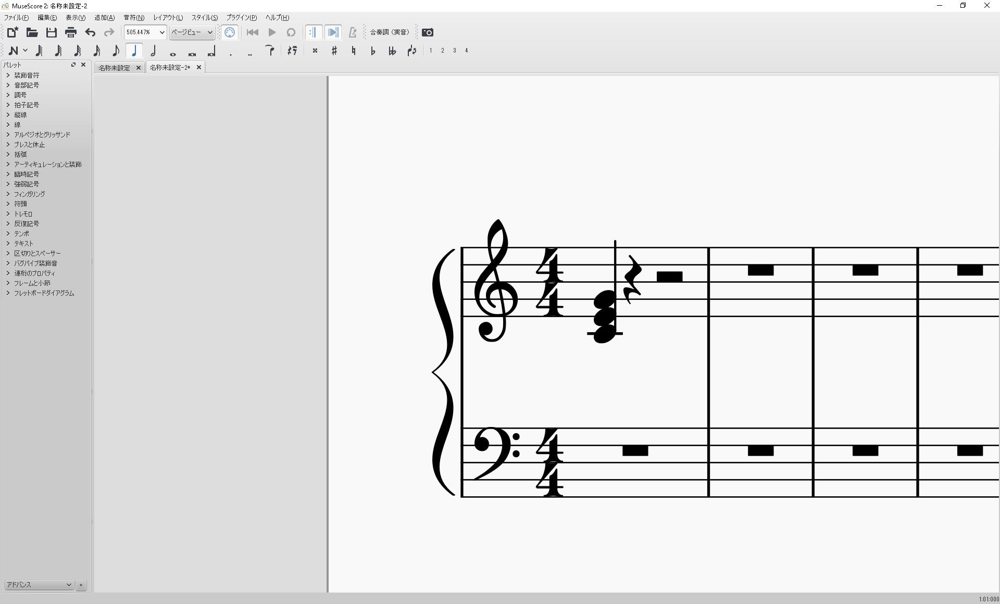 MuseScore 2: 名称未設定-2
ファイル(F) 編集(E) 表示(V) 追加(A) 音符(N) レイアウト(L) スタイル(S) プラグイン(P) ヘルプ(H)
505.447% ページビュー 合奏調（実音）
1 2 3 4
パレット
名称未設定 名称未設定-2*
装飾音符
音部記号
調号
拍子記号
縦線
線
アルペジオとグリッサンド
ブレスと休止
括弧
アーティキュレーションと装飾
臨時記号
強弱記号
フィンガリング
符頭
トレモロ
反復記号
テンポ
テキスト
区切りとスペーサー
バグパイプ装飾音
連桁のプロパティ
フレームと小節
フレットボードダイアグラム
4
4
4
4
アドバンス +
1:01:000